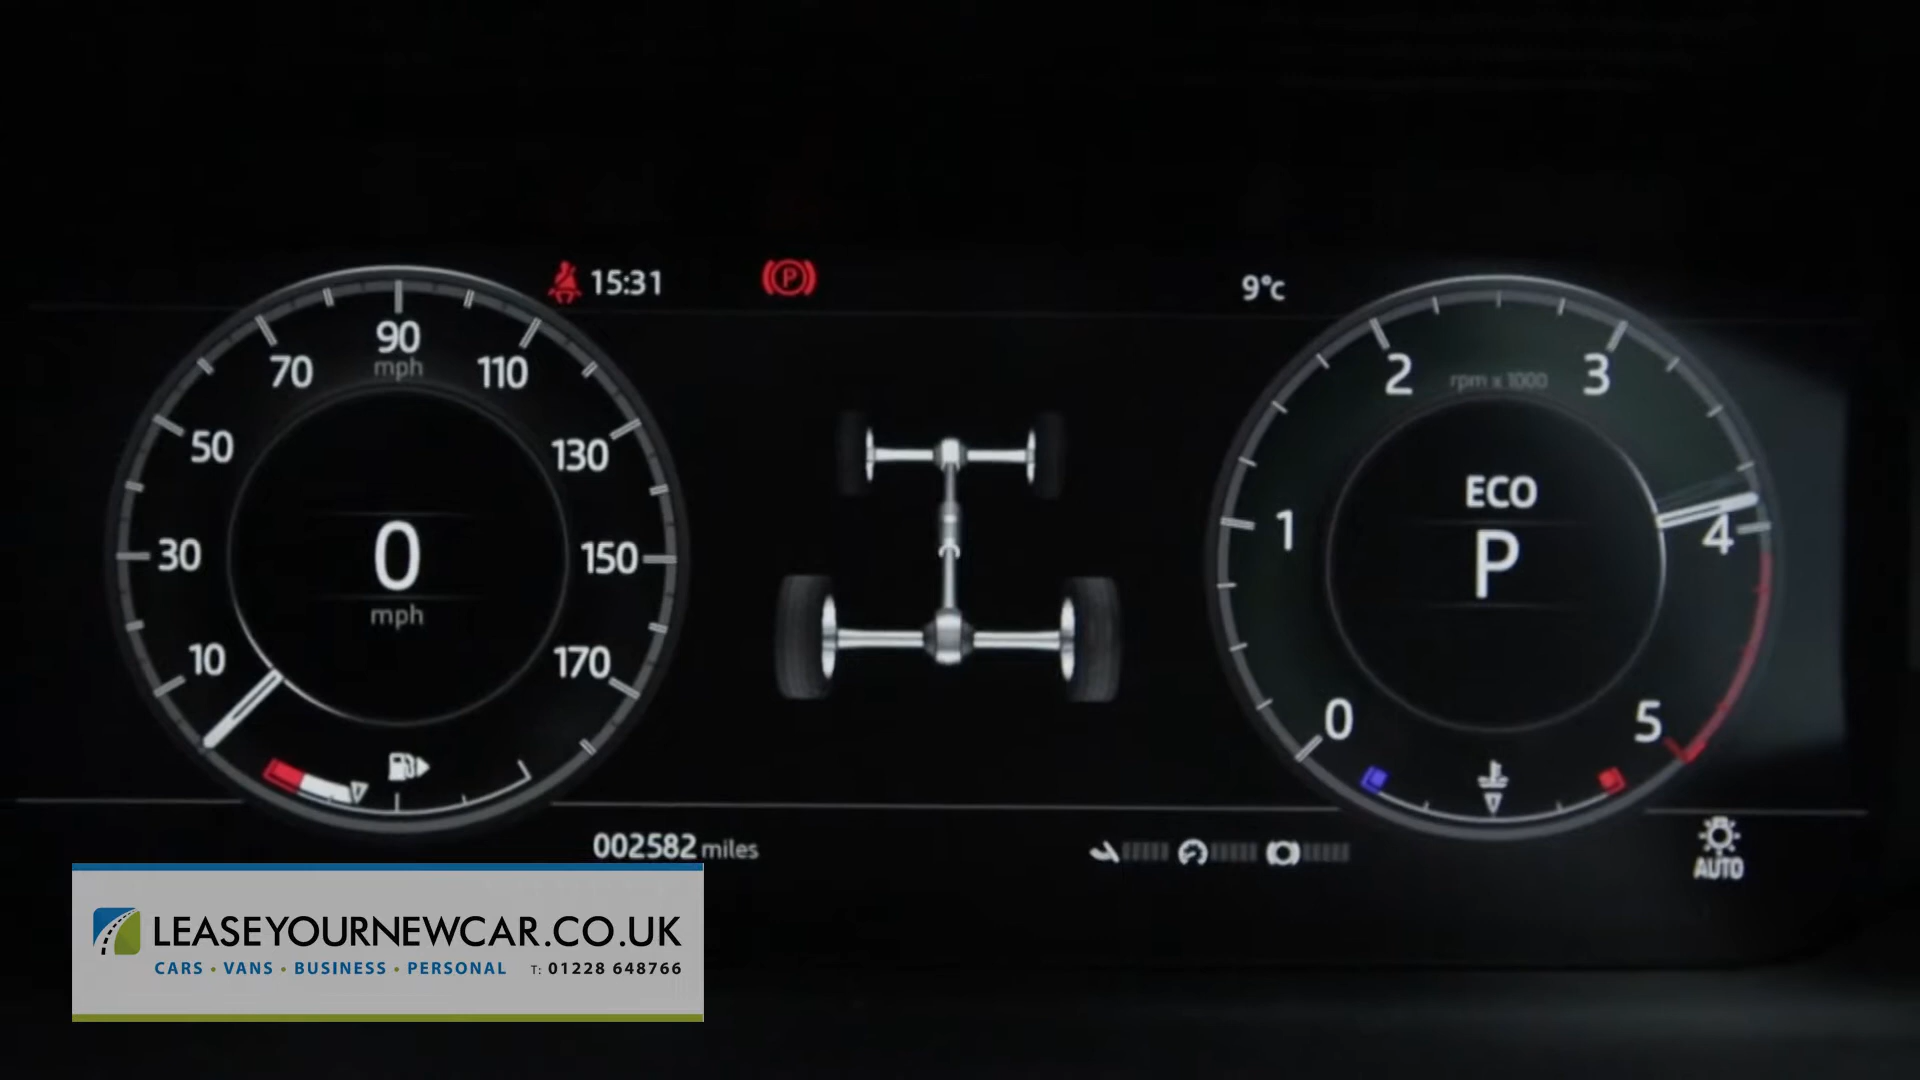 15:31
P
9°c
90
mph
70
110
50
130
30
150
10
170
0
mph
2
rpm x 1000
3
1
4
0
5
ECO
P
002582 miles
AUTO
LEASEYOURNEWCAR.CO.UK
CARS • VANS • BUSINESS • PERSONAL T: 01228 648766